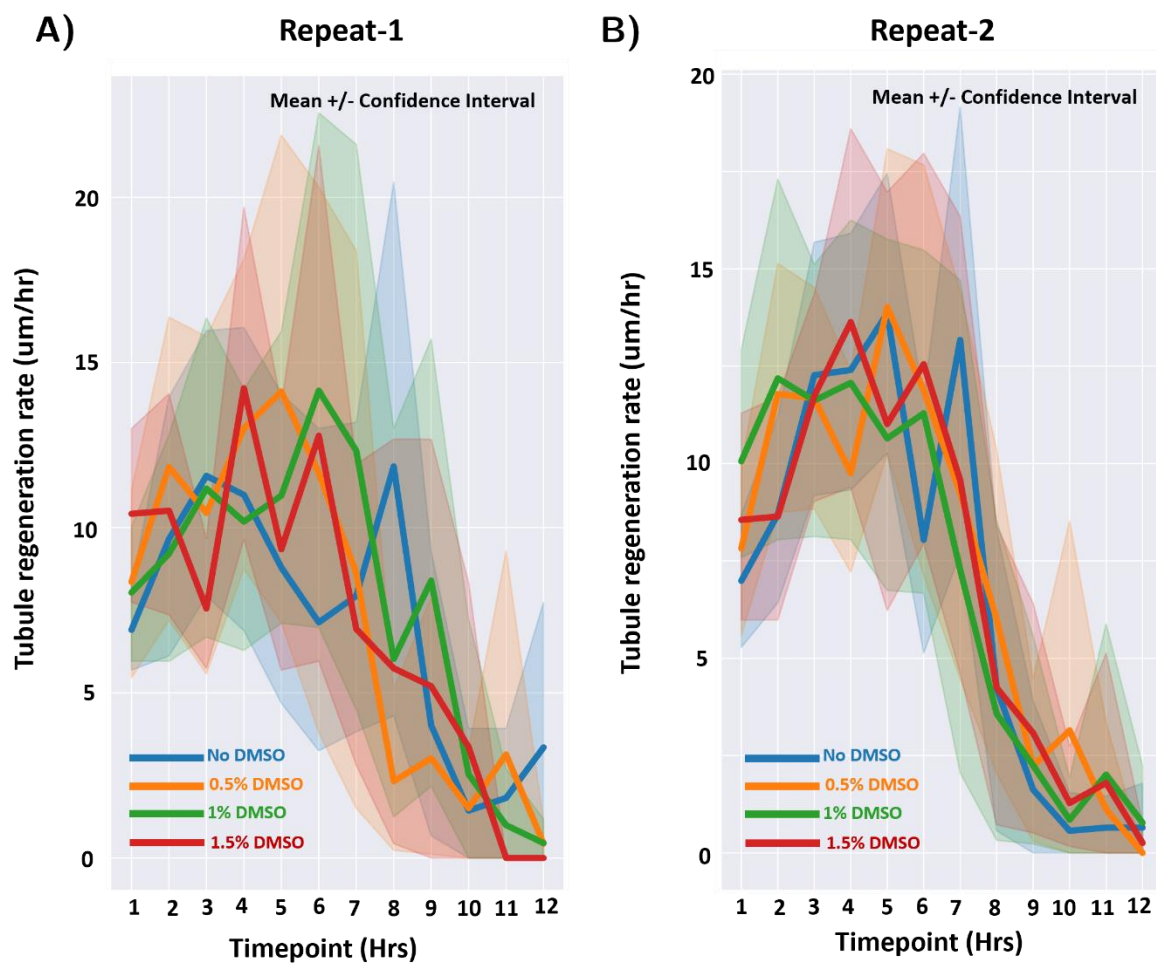 A)
Repeat-1
Mean +/- Confidence Interval
Tubule regeneration rate (um/hr)
20
15
10
5
0
No DMSO
0.5% DMSO
1% DMSO
1.5% DMSO
1 2 3 4 5 6 7 8 9 10 11 12
Timepoint (Hrs)
B)
Repeat-2
Mean +/- Confidence Interval
Tubule regeneration rate (um/hr)
20
15
10
5
0
No DMSO
0.5% DMSO
1% DMSO
1.5% DMSO
1 2 3 4 5 6 7 8 9 10 11 12
Timepoint (Hrs)